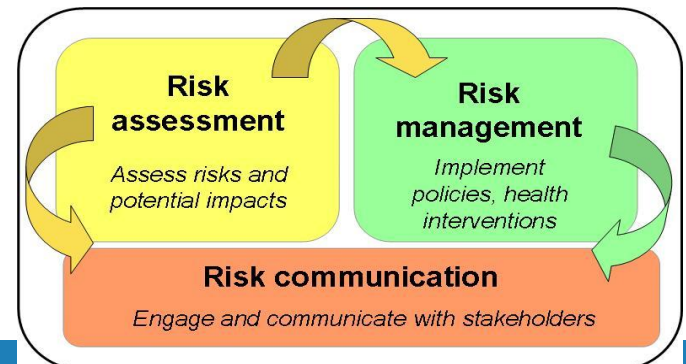 Risk
assessment
Assess risks and
potential impacts
Risk
management
Implement
policies, health
interventions
Risk communication
Engage and communicate with stakeholders